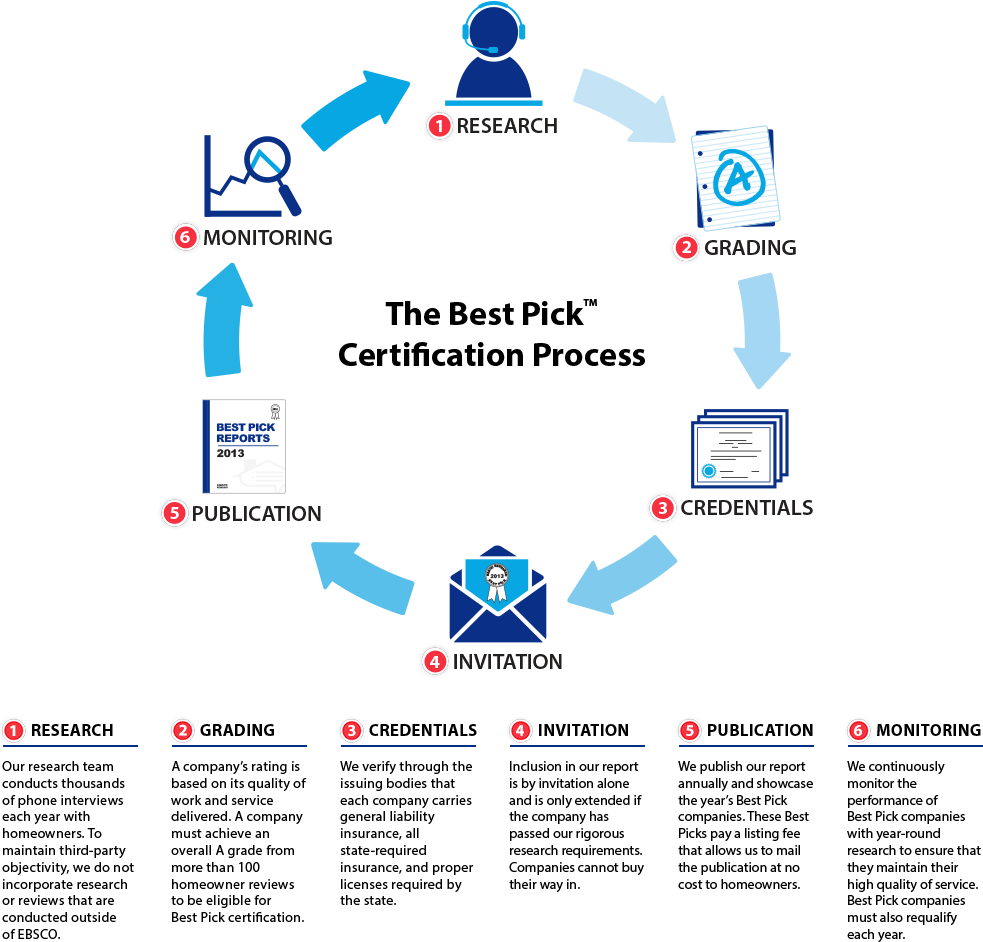 1 RESEARCH
2 GRADING
6 MONITORING
The Best Pick™
Certification Process
BEST PICK
REPORTS
2013
3 CREDENTIALS
5 PUBLICATION
2013
4 INVITATION
1 RESEARCH
Our research team
conducts thousands
of phone interviews
each year with
homeowners. To
maintain third-party
objectivity, we do not
incorporate research
or reviews that are
conducted outside
of EBSCO.
2 GRADING
A company's rating is
based on its quality of
work and service
delivered. A company
must achieve an
overall A grade from
more than 100
homeowner reviews
to be eligible for
Best Pick certification.
3 CREDENTIALS
We verify through the
issuing bodies that
each company carries
general liability
insurance, all
state-required
insurance, and proper
licenses required by
the state.
4 INVITATION
Inclusion in our report
is by invitation alone
and is only extended if
the company has
passed our rigorous
research requirements.
Companies cannot buy
their way in.
5 PUBLICATION
We publish our report
annually and showcase
the year's Best Pick
companies. These Best
Picks pay a listing fee
that allows us to mail
the publication at no
cost to homeowners.
6 MONITORING
We continuously
monitor the
performance of
Best Pick companies
with year-round
research to ensure that
they maintain their
high quality of service.
Best Pick companies
must also requalify
each year.
A